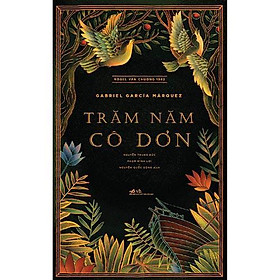 NOBEL VĂN CHƯƠNG 1982
GABRIEL GARCÍA MÁRQUEZ
TRĂM NĂM
CÔ ĐƠN
NGUYỄN TRUNG ĐỨC
PHẠM ĐÌNH LỢI
NGUYỄN QUỐC DŨNG dịch